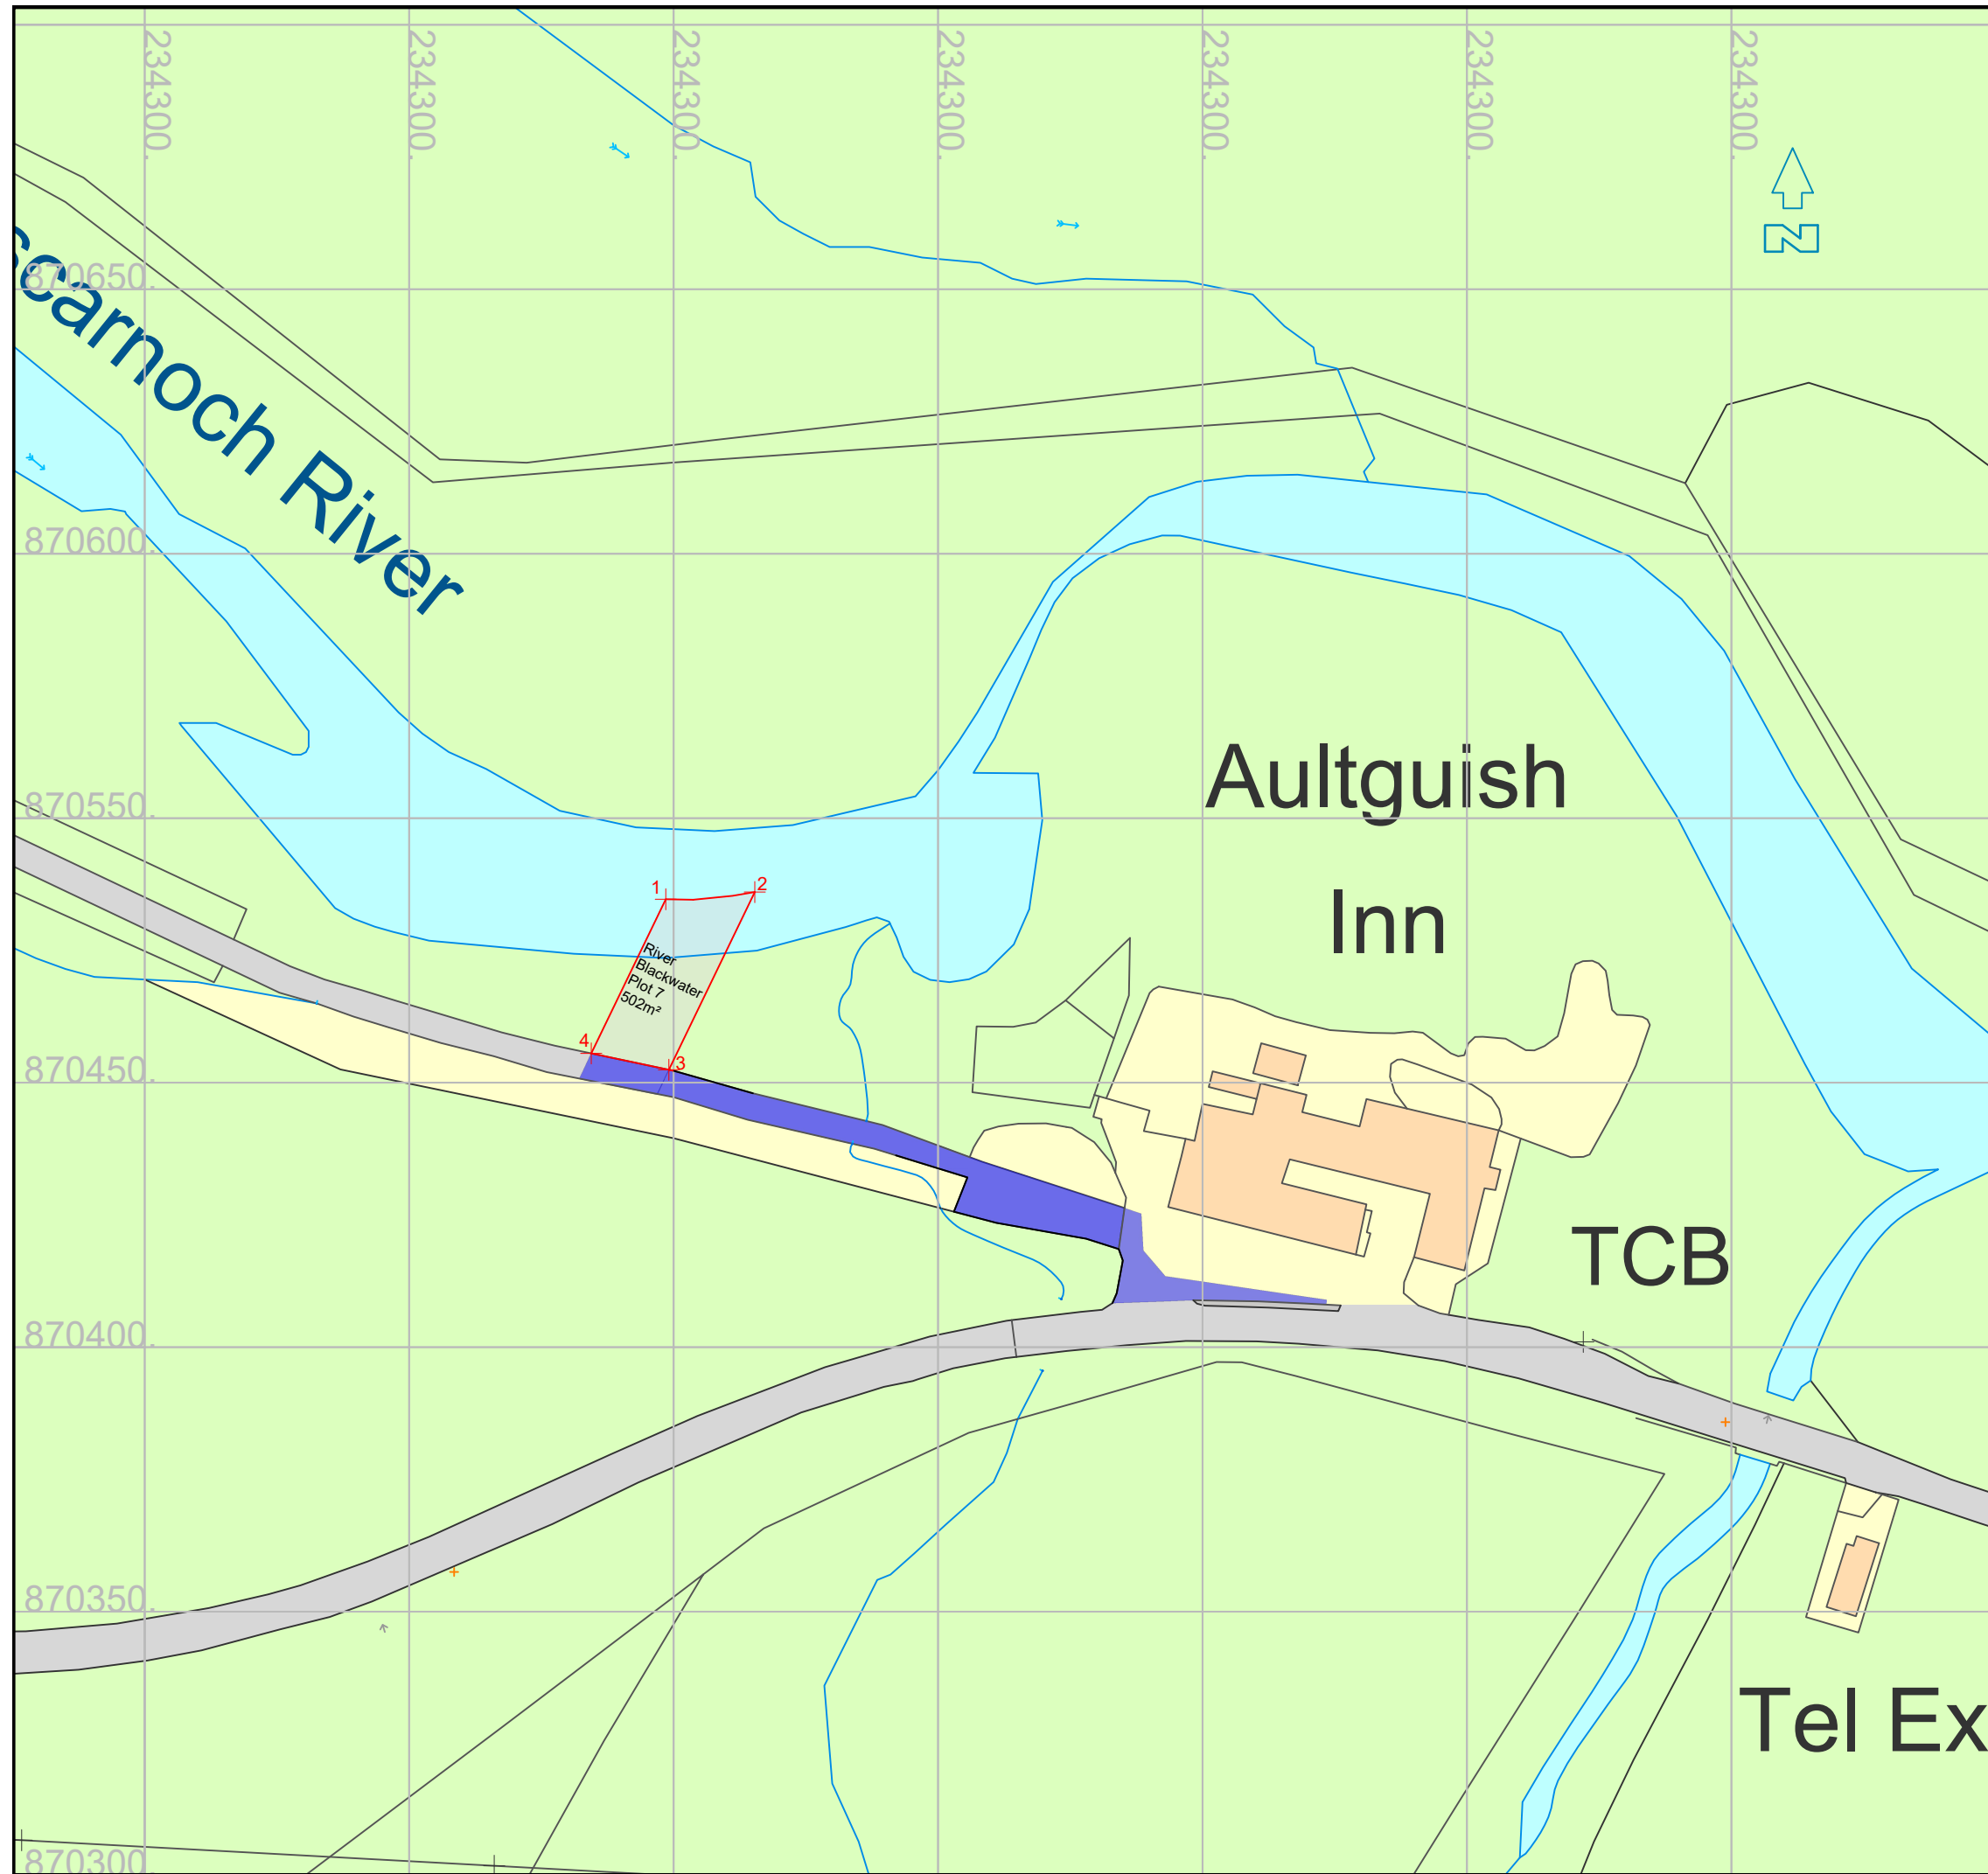 234300.
234300.
234300.
234300.
234300.
234300.
234300.
N
870650.
scarnoch River
870600.
Aultguish
870550.
1
2
Inn
River
Blackwater
Plot 7
502m²
4
3
870450.
TCB
870400.
870350.
Tel Ex
870300.